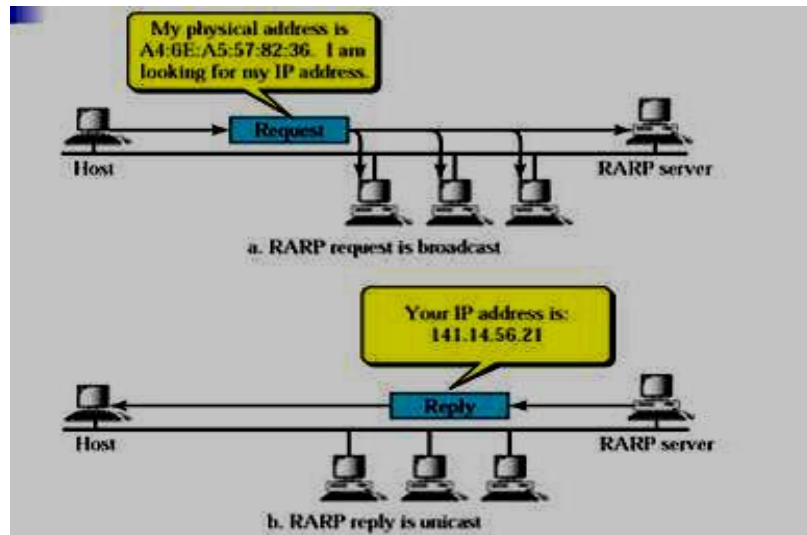 My physical address is
A4:6E:A5:57:82:36. I am
looking for my IP address.
Request
Host
RARP server
a. RARP request is broadcast
Your IP address is:
141.14.56.21
Reply
Host
RARP server
b. RARP reply is unicast